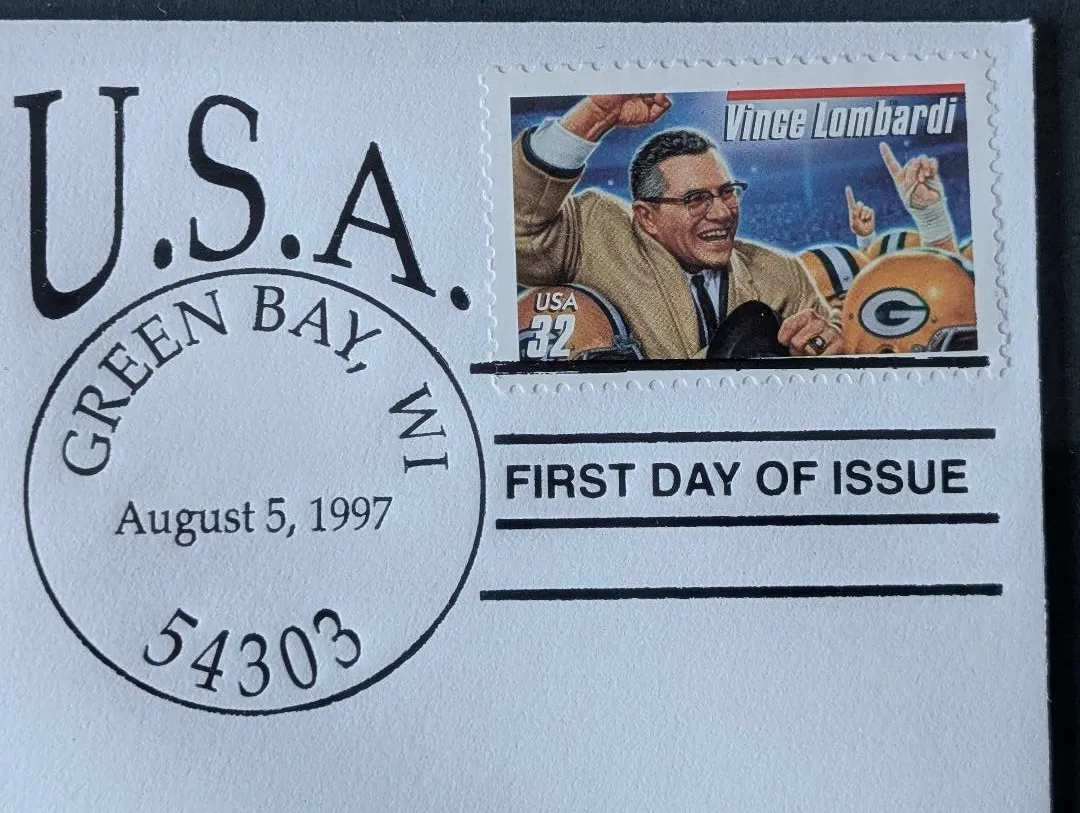 U.S.A.
GREEN BAY, WI
August 5, 1997
54303
Vince Lombardi
USA
32
G
FIRST DAY OF ISSUE